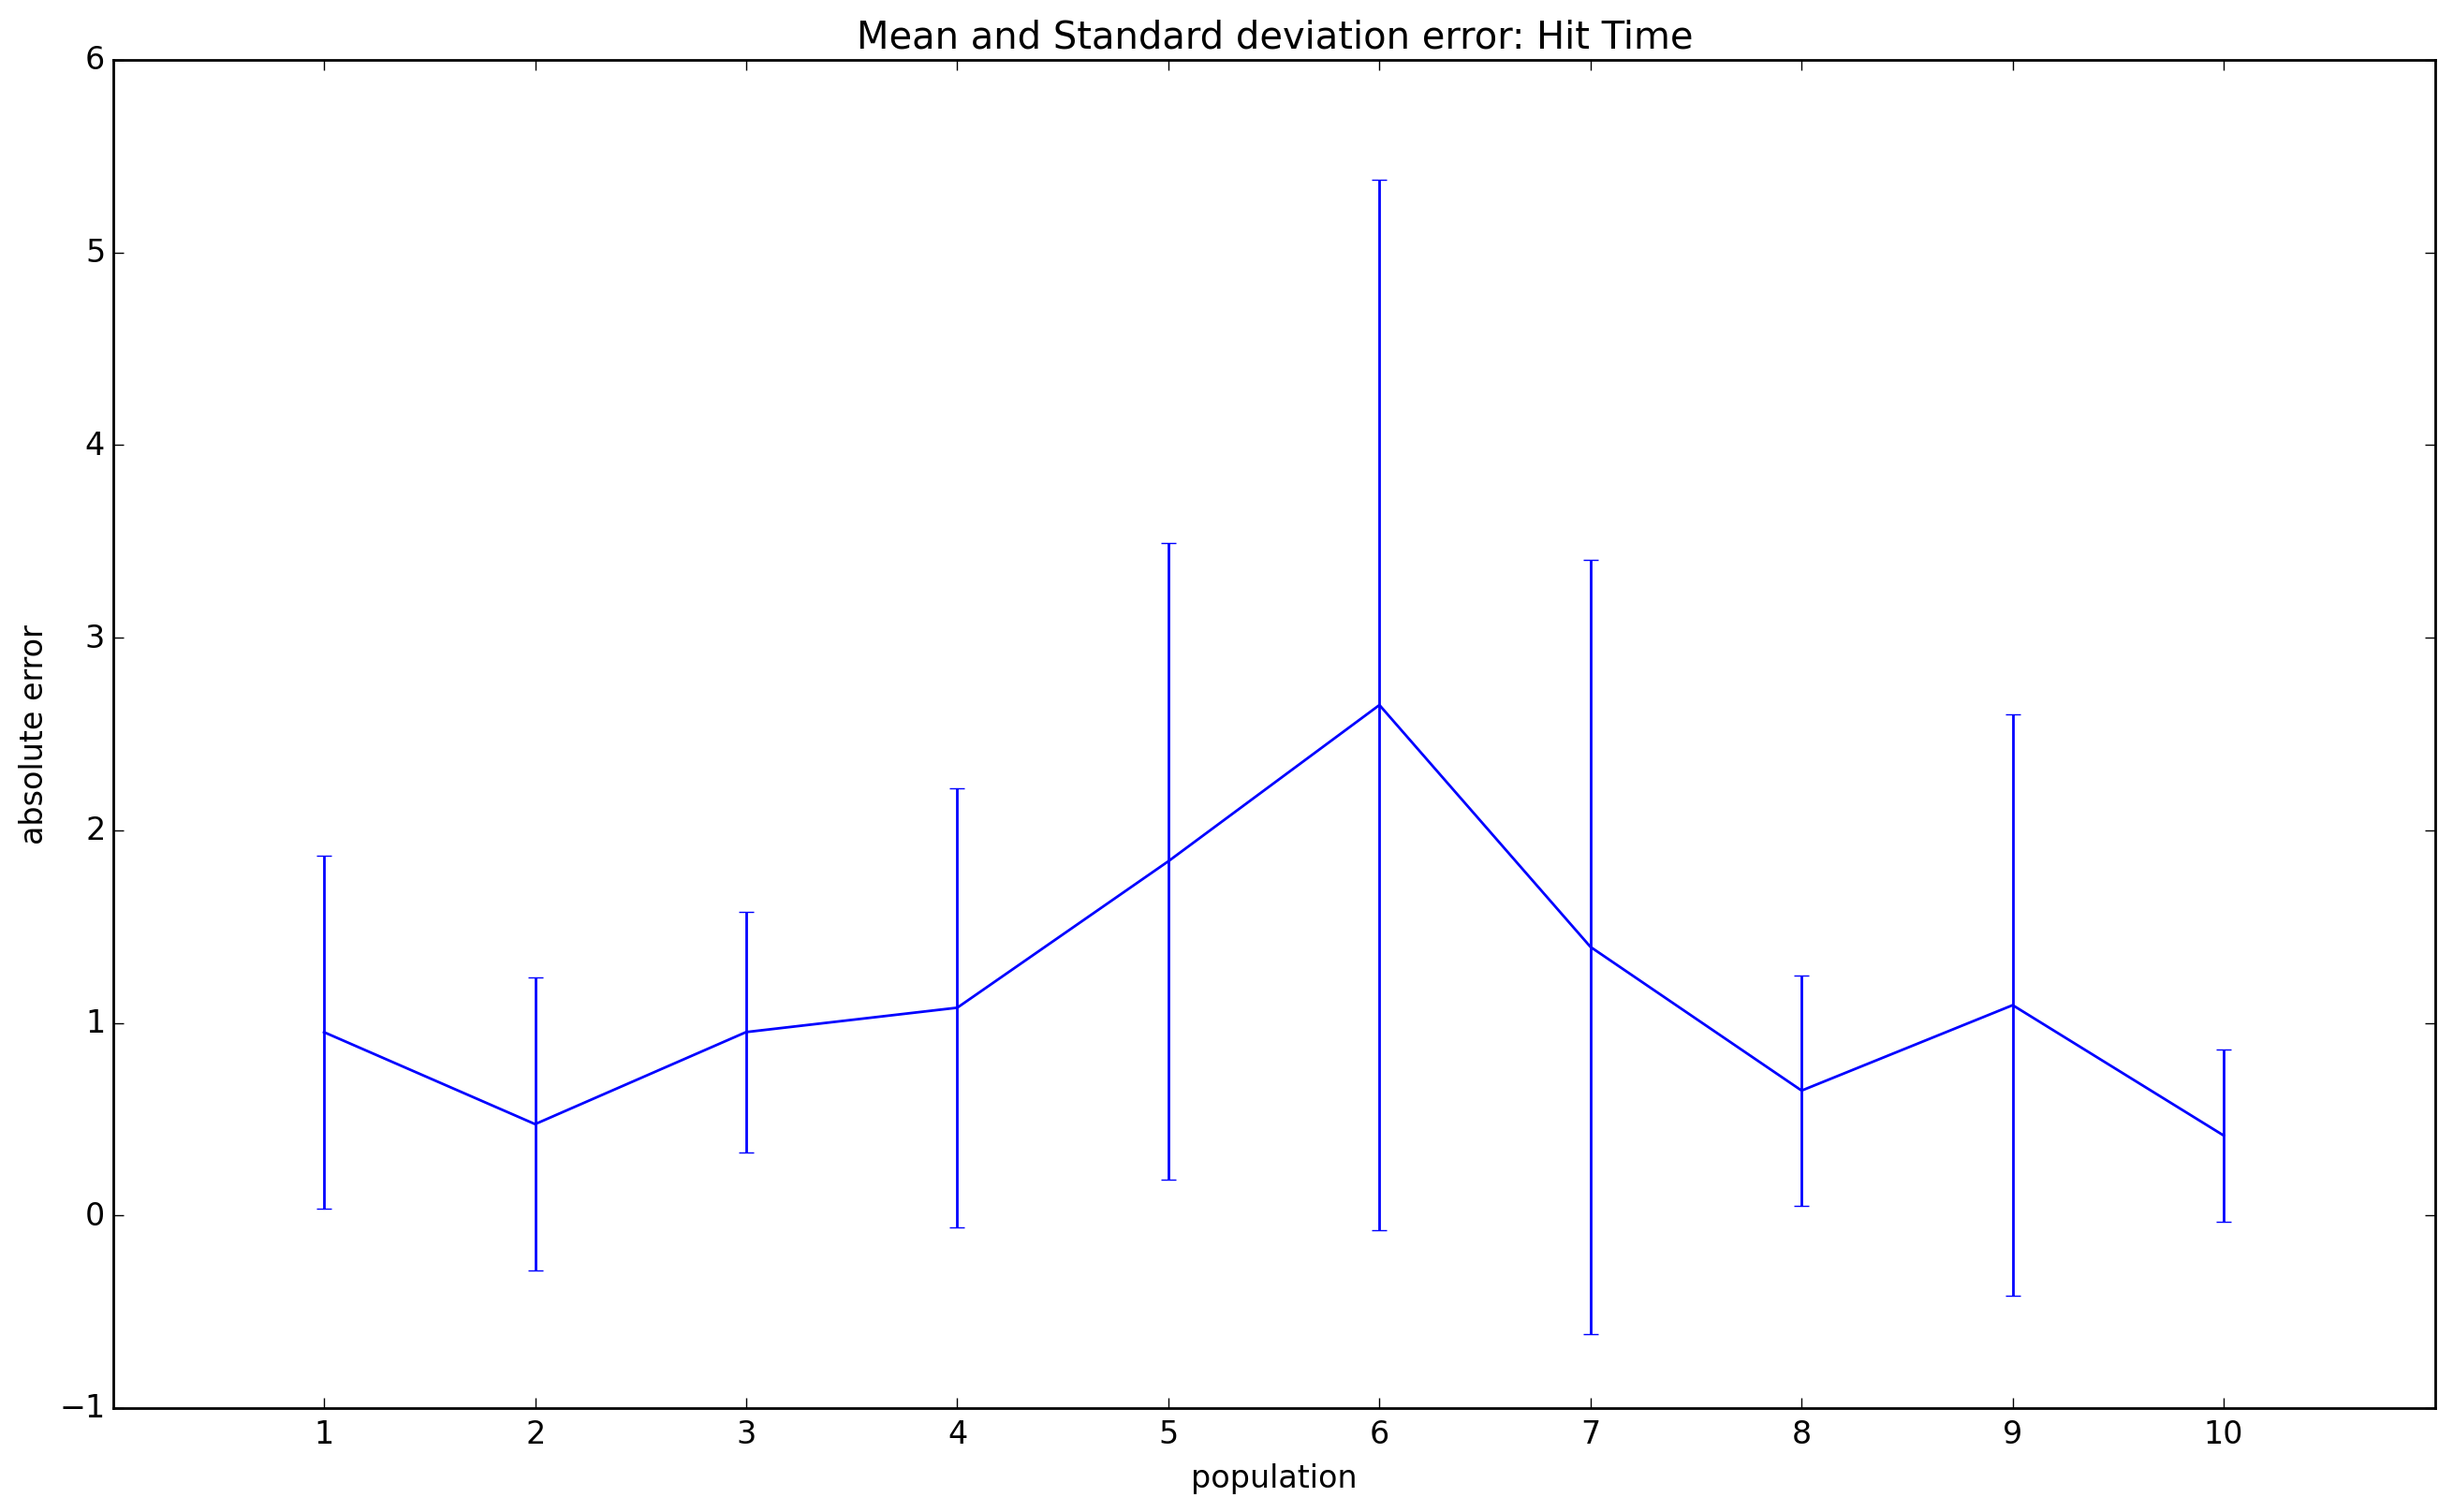 Mean and Standard deviation error: Hit Time
6
5
4
3
2
1
0
−1
absolute error
1 2 3 4 5 6 7 8 9 10
population